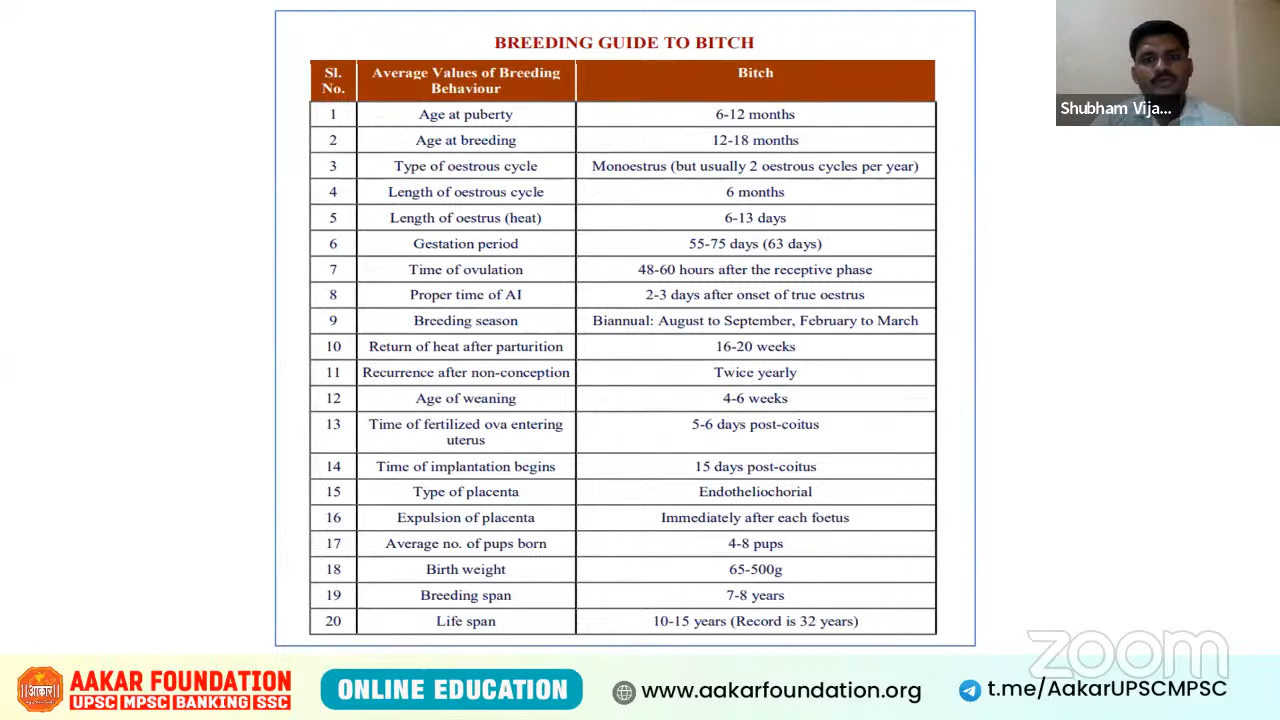 BREEDING GUIDE TO BITCH
Sl. No. Average Values of Breeding Behaviour Bitch
1 Age at puberty 6-12 months
2 Age at breeding 12-18 months
3 Type of oestrous cycle Monoestrus (but usually 2 oestrous cycles per year)
4 Length of oestrous cycle 6 months
5 Length of oestrus (heat) 6-13 days
6 Gestation period 55-75 days (63 days)
7 Time of ovulation 48-60 hours after the receptive phase
8 Proper time of AI 2-3 days after onset of true oestrus
9 Breeding season Biannual: August to September, February to March
10 Return of heat after parturition 16-20 weeks
11 Recurrence after non-conception Twice yearly
12 Age of weaning 4-6 weeks
13 Time of fertilized ova entering uterus 5-6 days post-coitus
14 Time of implantation begins 15 days post-coitus
15 Type of placenta Endotheliochorial
16 Expulsion of placenta Immediately after each foetus
17 Average no. of pups born 4-8 pups
18 Birth weight 65-500g
19 Breeding span 7-8 years
20 Life span 10-15 years (Record is 32 years)
Shubham Vija...
zoom
आकार
AAKAR FOUNDATION
UPSC MPSC BANKING SSC
ONLINE EDUCATION
www.aakarfoundation.org
t.me/AakarUPSCMPSC